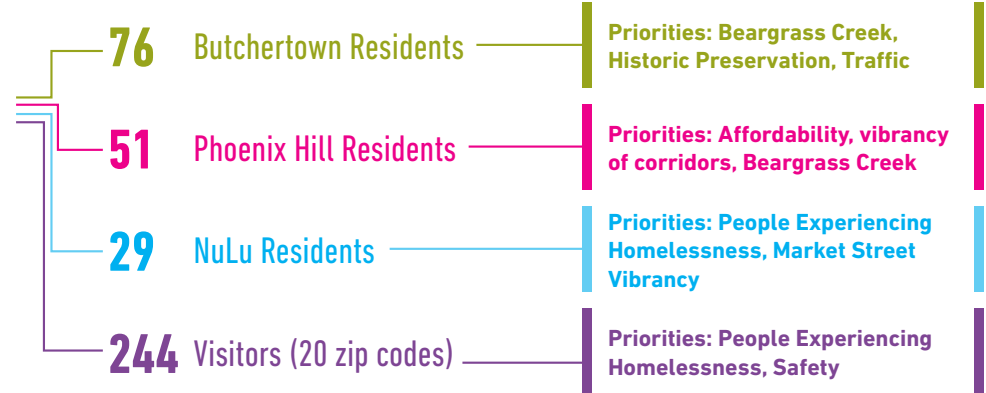 76 Butchertown Residents
Priorities: Beargrass Creek,
Historic Preservation, Traffic
51 Phoenix Hill Residents
Priorities: Affordability, vibrancy
of corridors, Beargrass Creek
29 NuLu Residents
Priorities: People Experiencing
Homelessness, Market Street
Vibrancy
244 Visitors (20 zip codes)
Priorities: People Experiencing
Homelessness, Safety